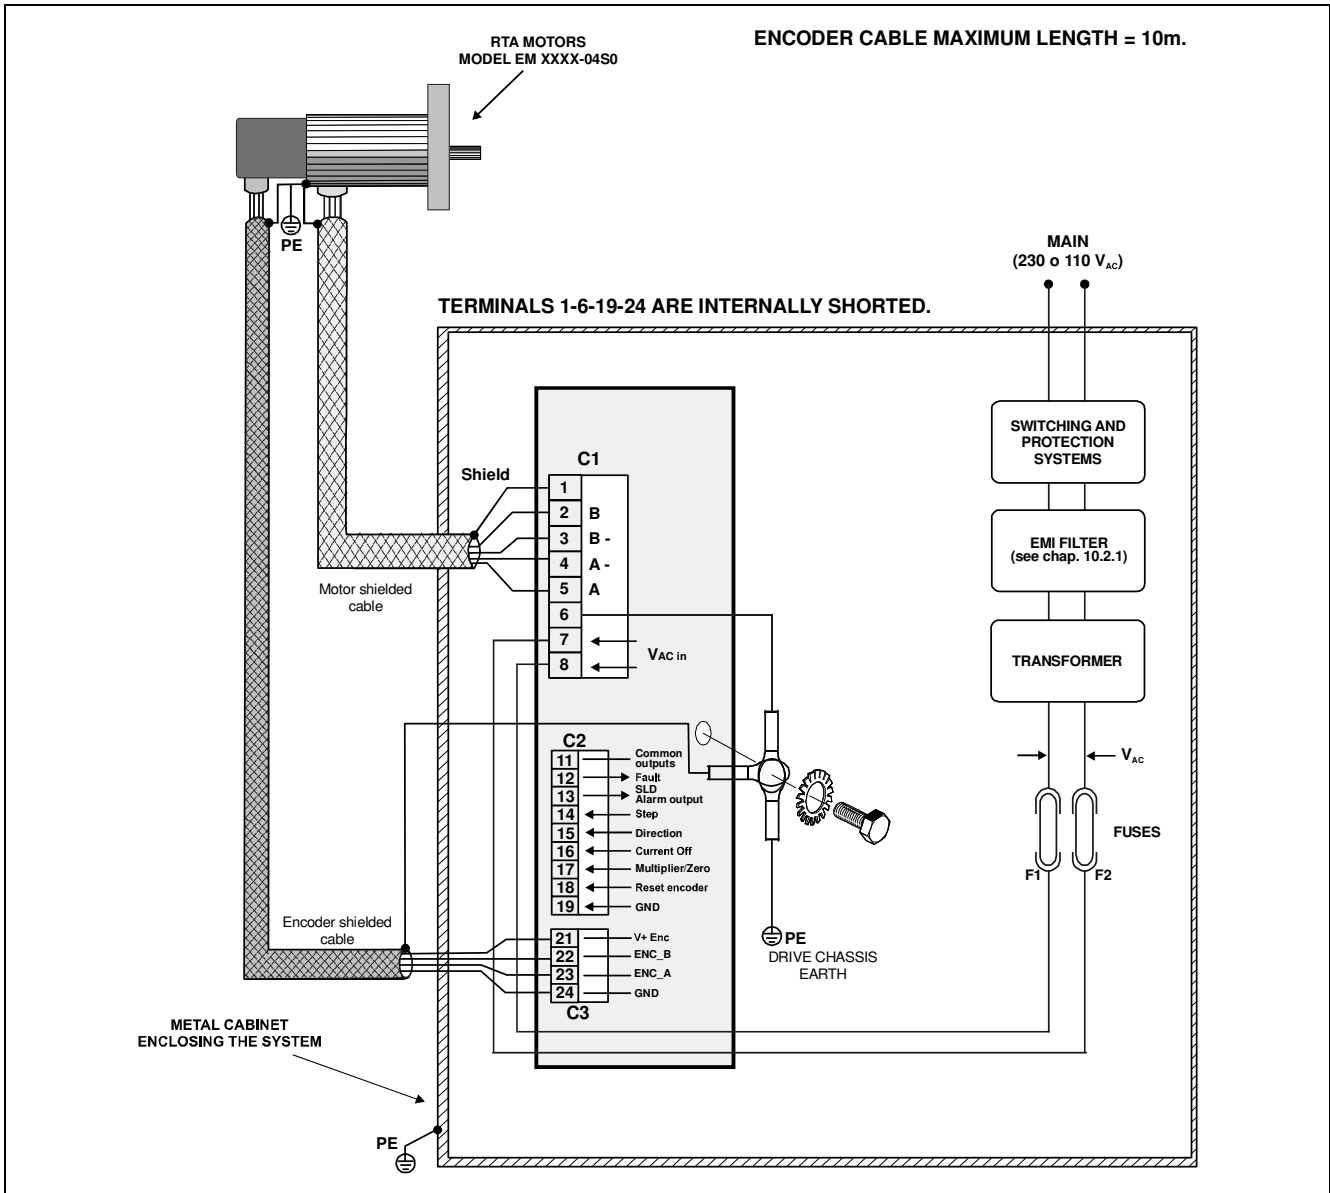 RTA MOTORS
MODEL EM XXXX-04S0
ENCODER CABLE MAXIMUM LENGTH = 10m.
PE
MAIN
(230 o 110 VAC)
TERMINALS 1-6-19-24 ARE INTERNALLY SHORTED.
SWITCHING AND
PROTECTION
SYSTEMS
EMI FILTER
(see chap. 10.2.1)
TRANSFORMER
VAC
FUSES
F1
F2
C1
Shield
1
2 B
3 B -
4 A -
5 A
6
7
8
VAC in
Motor shielded
cable
C2
11 Common
outputs
12 Fault
13 SLD
Alarm output
14 Step
15 Direction
16 Current Off
17 Multiplier/Zero
18 Reset encoder
19 GND
21 V+ Enc
22 ENC_B
23 ENC_A
24 GND
C3
Encoder shielded
cable
PE
DRIVE CHASSIS
EARTH
METAL CABINET
ENCLOSING THE SYSTEM
PE